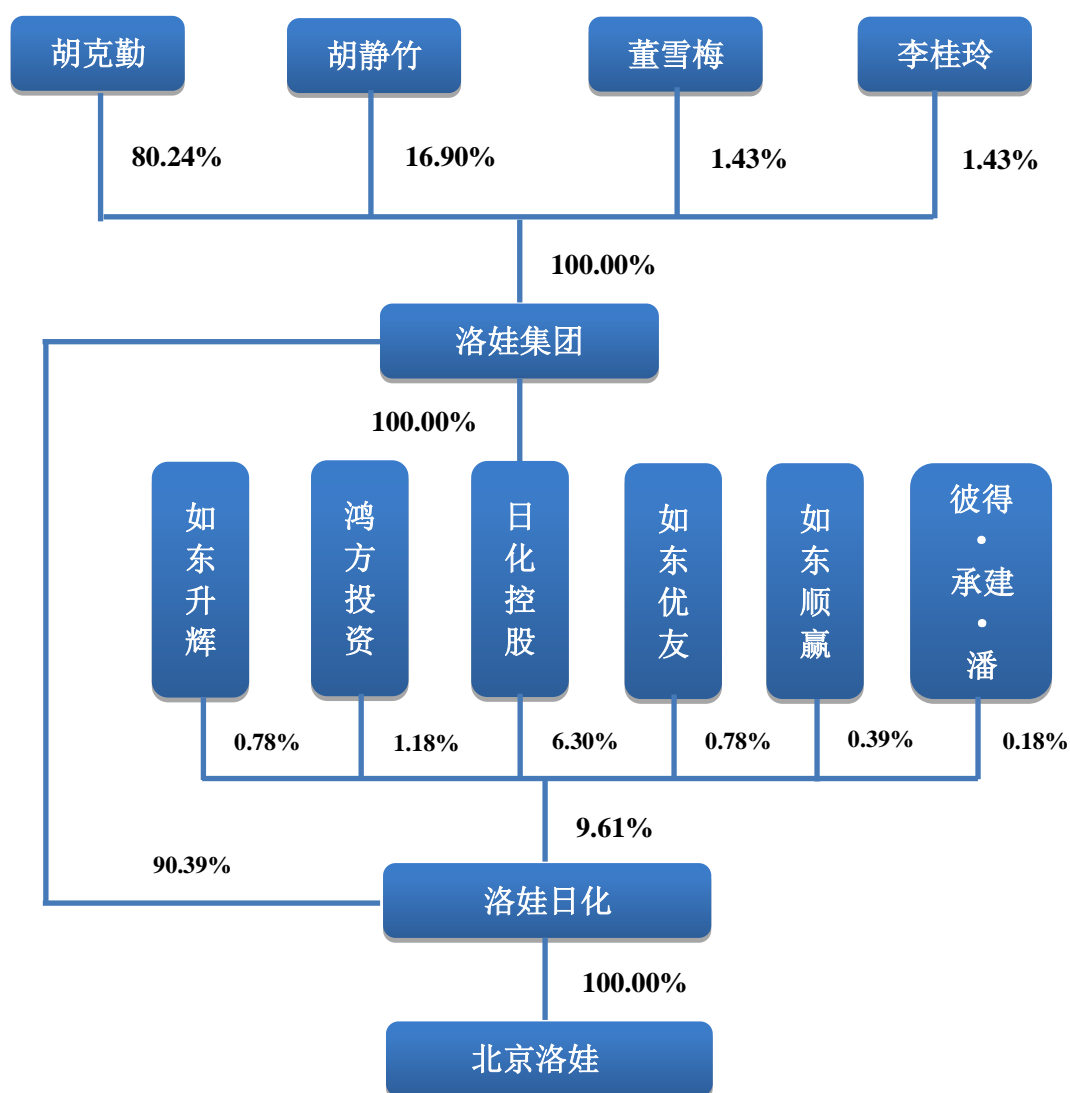 胡克勤
胡静竹
董雪梅
李桂玲
80.24%
16.90%
1.43%
1.43%
100.00%
洛娃集团
100.00%
如东升辉
鸿方投资
日化控股
如东优友
如东顺赢
彼得·承建·潘
0.78%
1.18%
6.30%
0.78%
0.39%
0.18%
9.61%
90.39%
洛娃日化
100.00%
北京洛娃